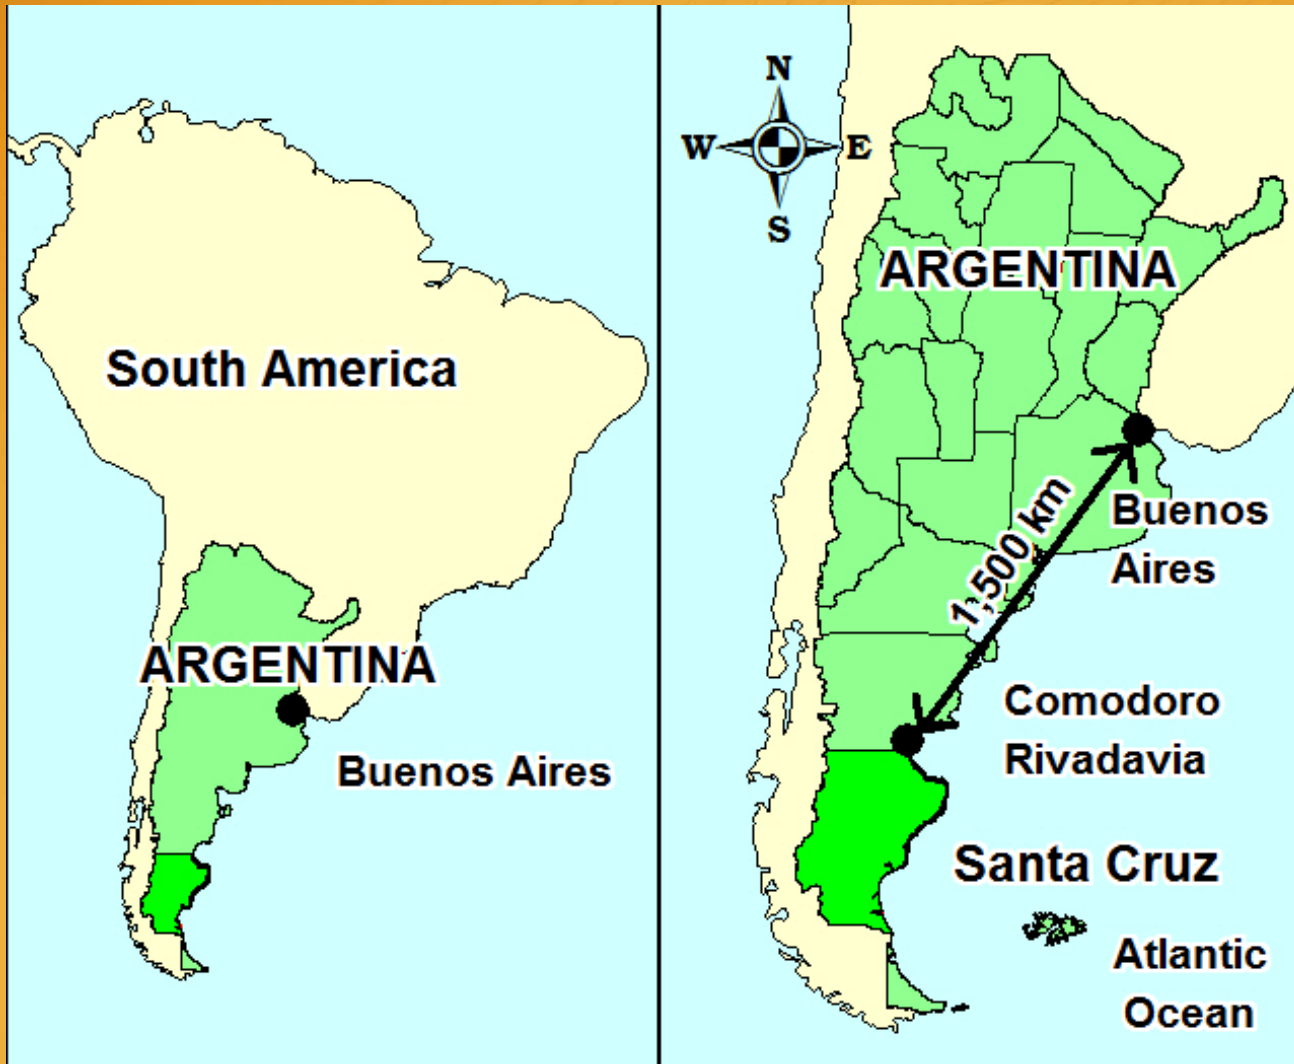 South America
ARGENTINA
Buenos Aires
N
W E
S
ARGENTINA
1,500 km
Buenos
Aires
Comodoro
Rivadavia
Santa Cruz
Atlantic
Ocean